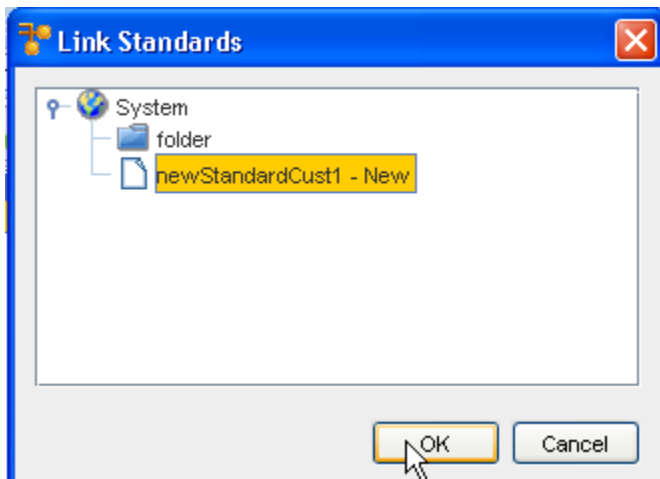 Link Standards
System
folder
newStandardCust1 - New
OK
Cancel